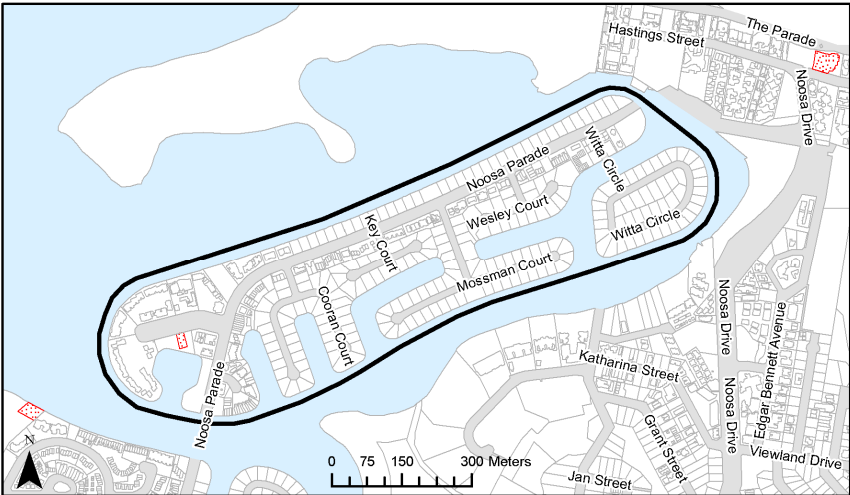 The Parade
Hastings Street
Noosa Drive
Witta Circle
Noosa Parade
Wesley Court
Witta Circle
Key Court
Mossman Court
Cooran Court
Noosa Drive
Edgar Bennett Avenue
Katharina Street
Noosa Parade
Noosa Drive
Grant Street
Viewland Drive
N
0 75 150 300 Meters
Jan Street